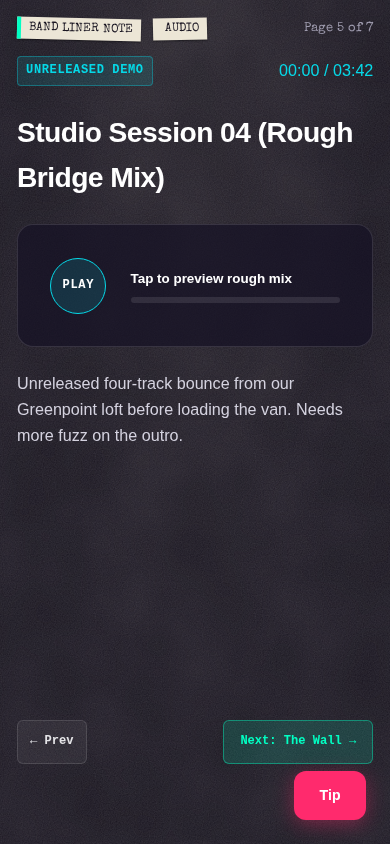 BAND LINER NOTE
AUDIO
Page 5 of 7
UNRELEASED DEMO
00:00 / 03:42
Studio Session 04 (Rough
Bridge Mix)
PLAY
Tap to preview rough mix
Unreleased four-track bounce from our
Greenpoint loft before loading the van. Needs
more fuzz on the outro.
← Prev
Next: The Wall →
Tip